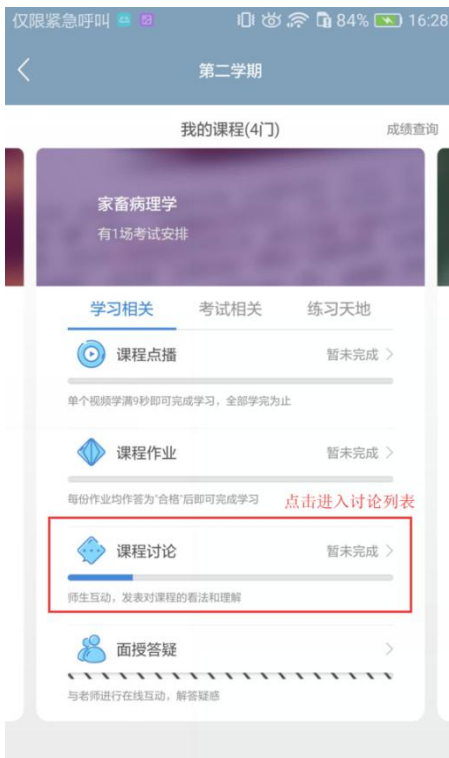 仅限紧急呼叫 84% 16:28
第二学期
我的课程(4门) 成绩查询
家畜病理学
有1场考试安排
学习相关 考试相关 练习天地
课程点播 暂未完成
单个视频学满9秒即可完成学习，全部学完为止
课程作业 暂未完成
每份作业均作答为“合格”后即可完成学习
点击进入讨论列表
课程讨论 暂未完成
师生互动，发表对课程的看法和理解
面授答疑
与老师进行在线互动，解答疑惑